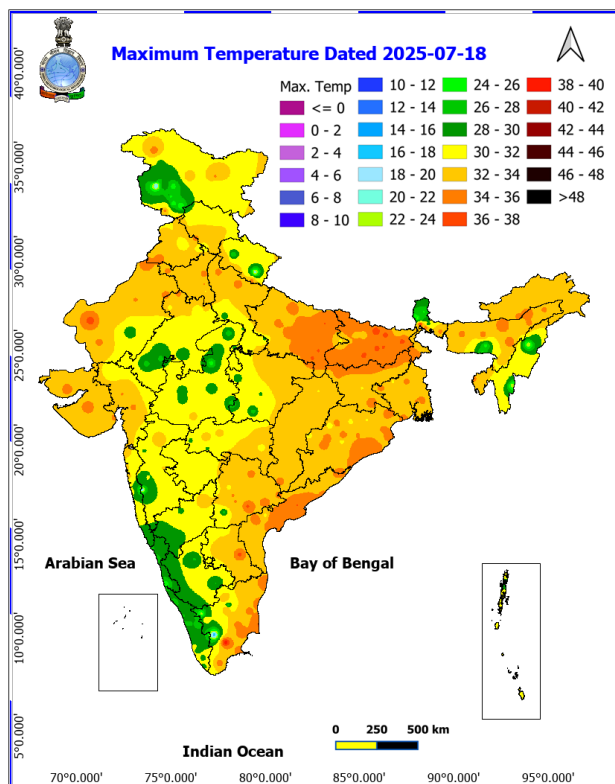 Maximum Temperature Dated 2025-07-18
Max. Temp
<= 0
0 - 2
2 - 4
4 - 6
6 - 8
8 - 10
10 - 12
12 - 14
14 - 16
16 - 18
18 - 20
20 - 22
22 - 24
24 - 26
26 - 28
28 - 30
30 - 32
32 - 34
34 - 36
36 - 38
38 - 40
40 - 42
42 - 44
44 - 46
46 - 48
>48
40°0.000'
35°0.000'
30°0.000'
25°0.000'
20°0.000'
15°0.000'
10°0.000'
5°0.000'
Arabian Sea
Bay of Bengal
0 250 500 km
Indian Ocean
70°0.000' 75°0.000' 80°0.000' 85°0.000' 90°0.000' 95°0.000'